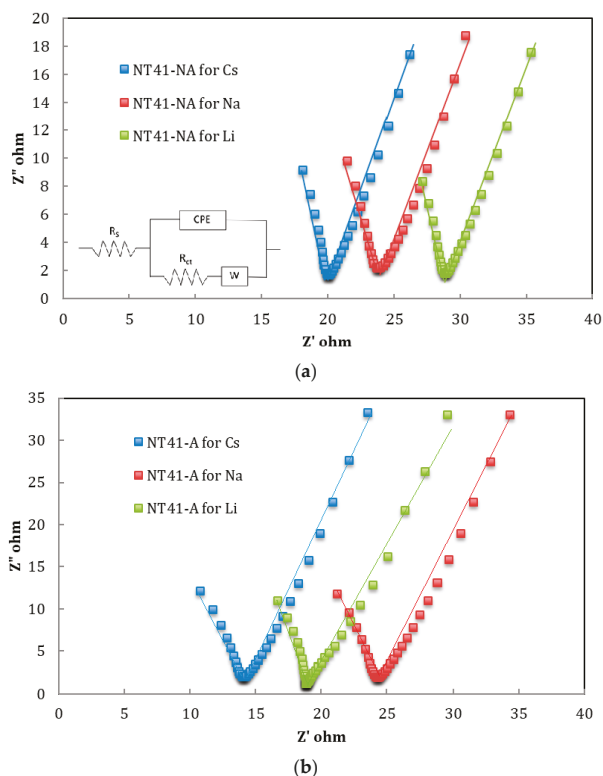 20
18
16
14
12
10
8
6
4
2
0
Z" ohm
NT41-NA for Cs
NT41-NA for Na
NT41-NA for Li
CPE
Rs
Rct
W
0 5 10 15 20 25 30 35 40
Z' ohm
(a)
35
30
25
20
15
10
5
0
Z" ohm
NT41-A for Cs
NT41-A for Na
NT41-A for Li
0 5 10 15 20 25 30 35 40
Z' ohm
(b)